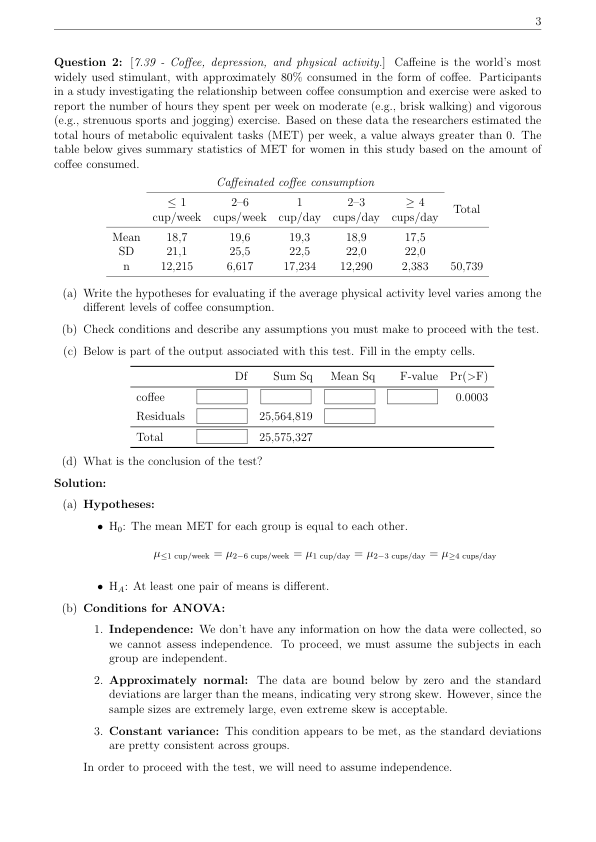 3
Question 2: [7.39 - Coffee, depression, and physical activity.] Caffeine is the world's most
widely used stimulant, with approximately 80% consumed in the form of coffee. Participants
in a study investigating the relationship between coffee consumption and exercise were asked to
report the number of hours they spent per week on moderate (e.g., brisk walking) and vigorous
(e.g., strenuous sports and jogging) exercise. Based on these data the researchers estimated the
total hours of metabolic equivalent tasks (MET) per week, a value always greater than 0. The
table below gives summary statistics of MET for women in this study based on the amount of
coffee consumed.
Caffeinated coffee consumption
≤ 1 2–6 1 2–3 ≥ 4 Total
cup/week cups/week cup/day cups/day cups/day
Mean 18,7 19,6 19,3 18,9 17,5
SD 21,1 25,5 22,5 22,0 22,0
n 12,215 6,617 17,234 12,290 2,383 50,739
(a) Write the hypotheses for evaluating if the average physical activity level varies among the
different levels of coffee consumption.
(b) Check conditions and describe any assumptions you must make to proceed with the test.
(c) Below is part of the output associated with this test. Fill in the empty cells.
Df Sum Sq Mean Sq F-value Pr(>F)
coffee 0.0003
Residuals 25,564,819
Total 25,575,327
(d) What is the conclusion of the test?
Solution:
(a) Hypotheses:
• H₀: The mean MET for each group is equal to each other.
μ≤1 cup/week = μ2−6 cups/week = μ1 cup/day = μ2−3 cups/day = μ≥4 cups/day
• H_A: At least one pair of means is different.
(b) Conditions for ANOVA:
1. Independence: We don't have any information on how the data were collected, so
we cannot assess independence. To proceed, we must assume the subjects in each
group are independent.
2. Approximately normal: The data are bound below by zero and the standard
deviations are larger than the means, indicating very strong skew. However, since the
sample sizes are extremely large, even extreme skew is acceptable.
3. Constant variance: This condition appears to be met, as the standard deviations
are pretty consistent across groups.
In order to proceed with the test, we will need to assume independence.